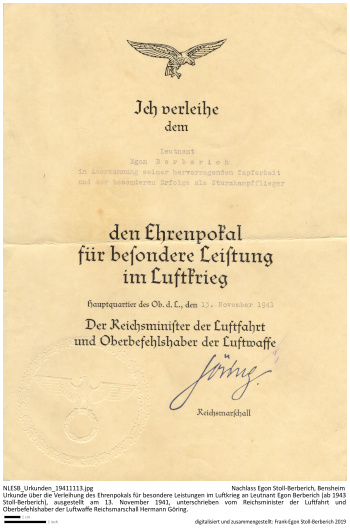 Ich verleihe
dem
Leutnant
Egon Berberich
in Anerkennung seiner hervorragenden Tapferkeit
und der besonderen Erfolge als Sturzkampfflieger
den Ehrenpokal
für besondere Leistung
im Luftkrieg
Hauptquartier des Ob. d. L., den 13. November 1941
Der Reichsminister der Luftfahrt
und Oberbefehlshaber der Luftwaffe
Göring.
Reichsmarschall
NLESB_Urkunden_19411113.jpg Nachlass Egon Stoll-Berberich, Bensheim
Urkunde über die Verleihung des Ehrenpokals für besondere Leistungen im Luftkrieg an Leutnant Egon Berberich (ab 1943
Stoll-Berberich), ausgestellt am 13. November 1941, unterschrieben vom Reichsminister der Luftfahrt und
Oberbefehlshaber der Luftwaffe Reichsmarschall Hermann Göring.
digitalisiert und zusammengestellt: Frank-Egon Stoll-Berberich 2019